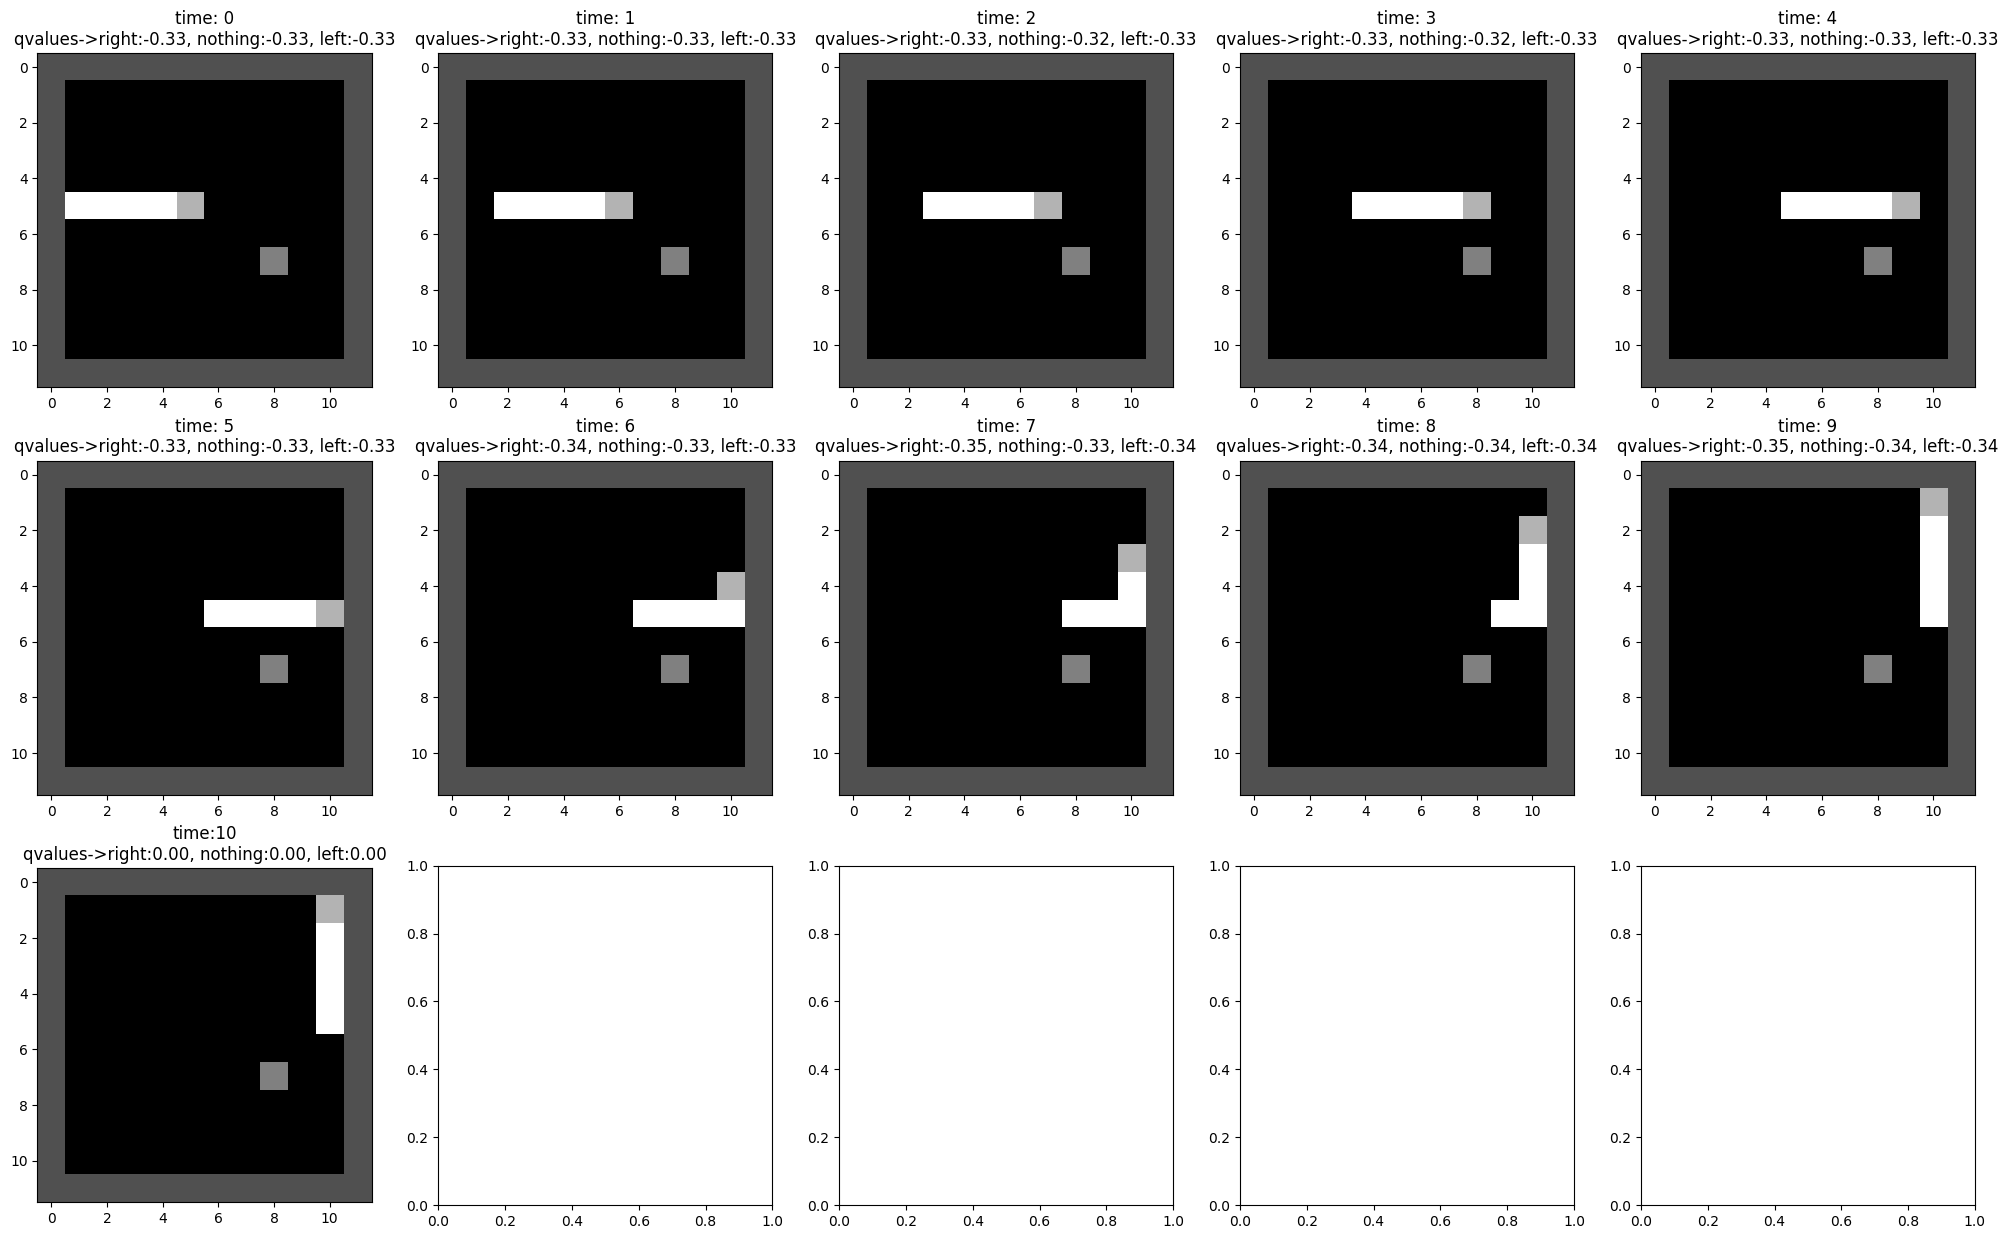 time: 0
qvalues->right:-0.33, nothing:-0.33, left:-0.33
0
2
4
6
8
10
0 2 4 6 8 10
time: 1
qvalues->right:-0.33, nothing:-0.33, left:-0.33
0
2
4
6
8
10
0 2 4 6 8 10
time: 2
qvalues->right:-0.33, nothing:-0.32, left:-0.33
0
2
4
6
8
10
0 2 4 6 8 10
time: 3
qvalues->right:-0.33, nothing:-0.32, left:-0.33
0
2
4
6
8
10
0 2 4 6 8 10
time: 4
qvalues->right:-0.33, nothing:-0.33, left:-0.33
0
2
4
6
8
10
0 2 4 6 8 10
time: 5
qvalues->right:-0.33, nothing:-0.33, left:-0.33
0
2
4
6
8
10
0 2 4 6 8 10
time: 6
qvalues->right:-0.34, nothing:-0.33, left:-0.33
0
2
4
6
8
10
0 2 4 6 8 10
time: 7
qvalues->right:-0.35, nothing:-0.33, left:-0.34
0
2
4
6
8
10
0 2 4 6 8 10
time: 8
qvalues->right:-0.34, nothing:-0.34, left:-0.34
0
2
4
6
8
10
0 2 4 6 8 10
time: 9
qvalues->right:-0.35, nothing:-0.34, left:-0.34
0
2
4
6
8
10
0 2 4 6 8 10
time:10
qvalues->right:0.00, nothing:0.00, left:0.00
0
2
4
6
8
10
0 2 4 6 8 10
1.0
0.8
0.6
0.4
0.2
0.0
0.0 0.2 0.4 0.6 0.8 1.0
1.0
0.8
0.6
0.4
0.2
0.0
0.0 0.2 0.4 0.6 0.8 1.0
1.0
0.8
0.6
0.4
0.2
0.0
0.0 0.2 0.4 0.6 0.8 1.0
1.0
0.8
0.6
0.4
0.2
0.0
0.0 0.2 0.4 0.6 0.8 1.0